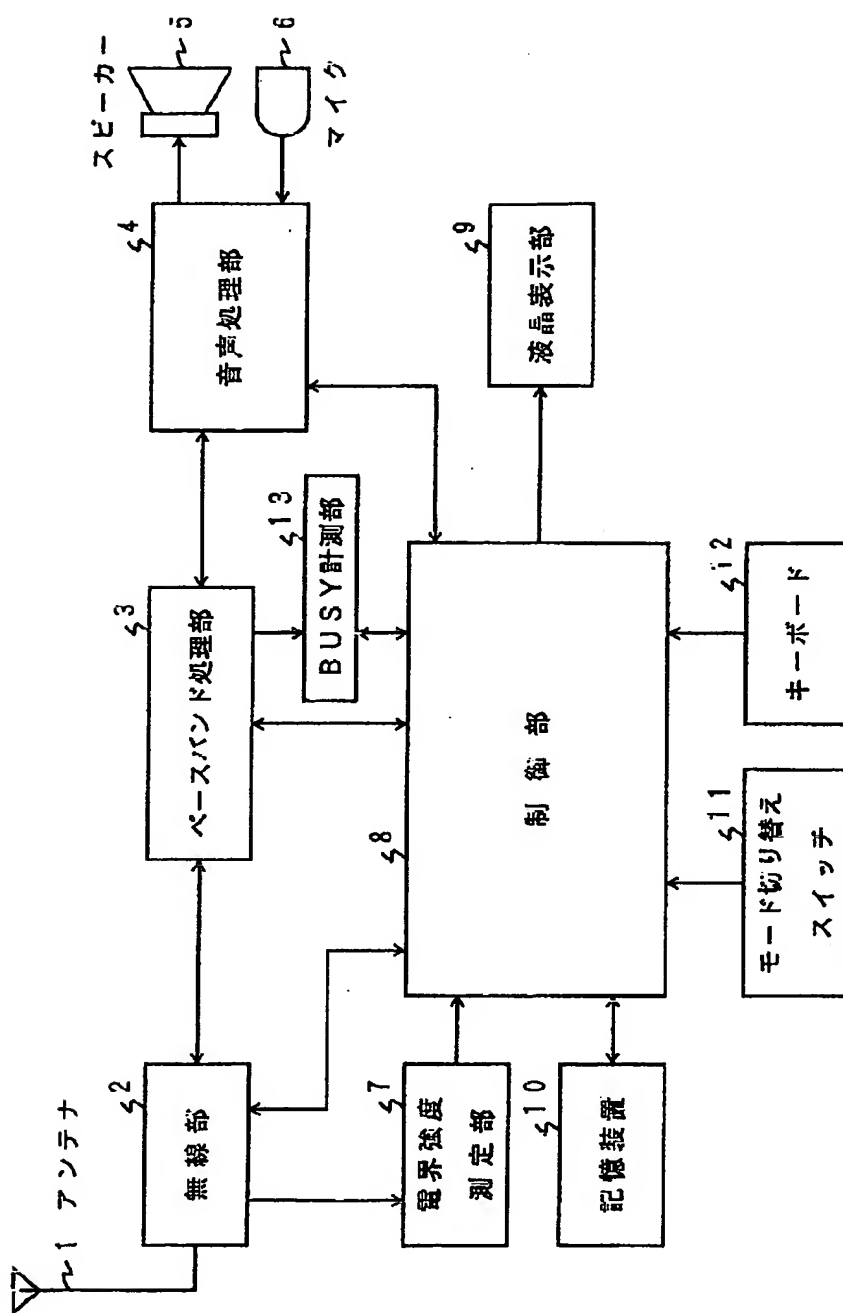 1 アンテナ
2
無線部
3
ベースバンド処理部
4
音声処理部
スピーカー
5
6
マイク
7
電界強度
測定部
13
BUSY計測部
8
制御部
9
液晶表示部
10
記憶装置
11
モード切り替え
スイッチ
12
キーボード